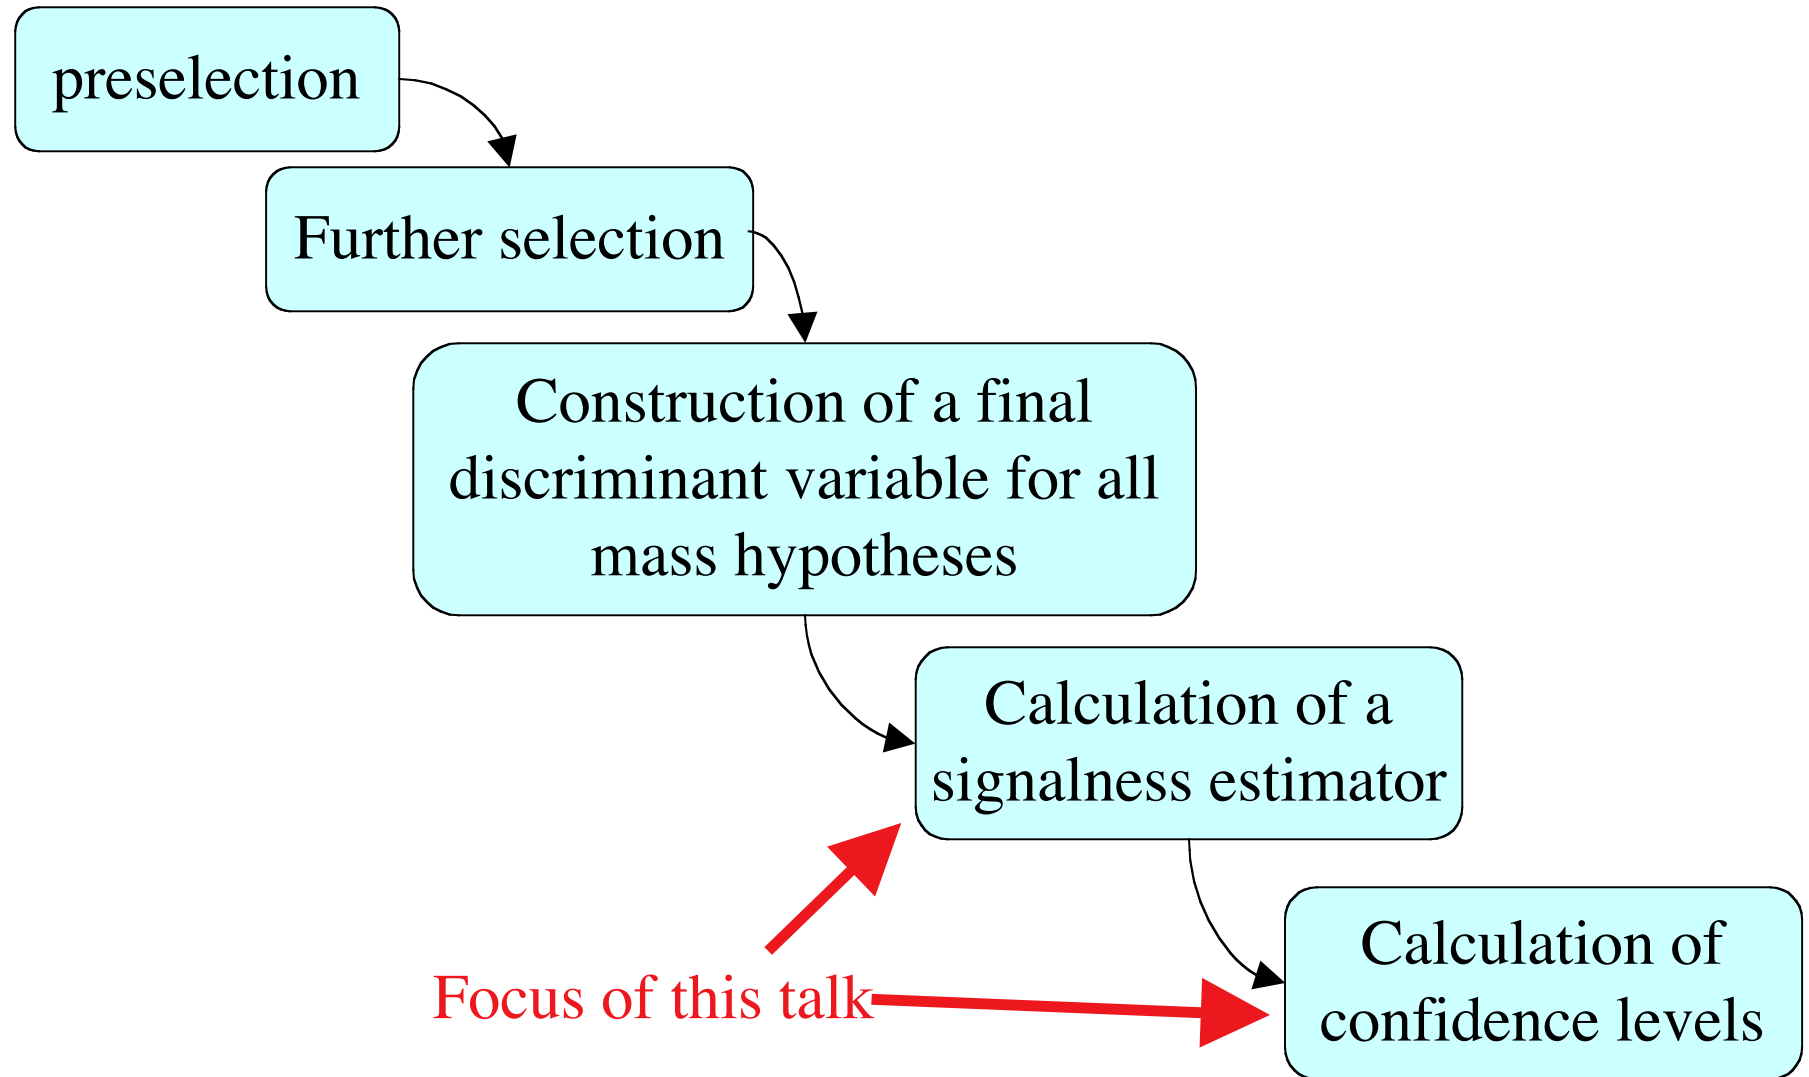 preselection
Further selection
Construction of a final
discriminant variable for all
mass hypotheses
Calculation of a
signalness estimator
Focus of this talk
Calculation of
confidence levels